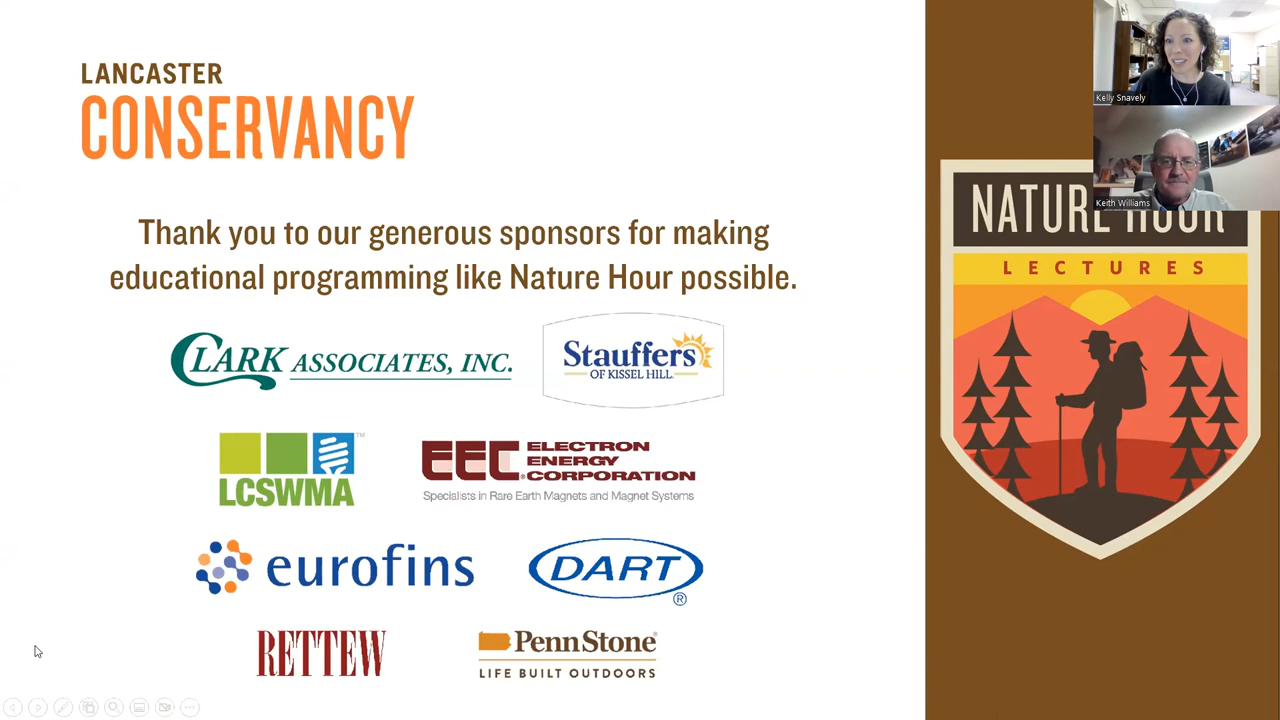 LANCASTER
CONSERVANCY
Thank you to our generous sponsors for making
educational programming like Nature Hour possible.
CLARK ASSOCIATES, INC.
Stauffers
OF KISSEL HILL
LCSWMA
TM
EEC ELECTRON
ENERGY
CORPORATION
Specialists in Rare Earth Magnets and Magnet Systems
eurofins
DART
®
RETTEW
PennStone®
LIFE BUILT OUTDOORS
Kelly Snavely
Keith Williams
NATURE HOUR
LECTURES